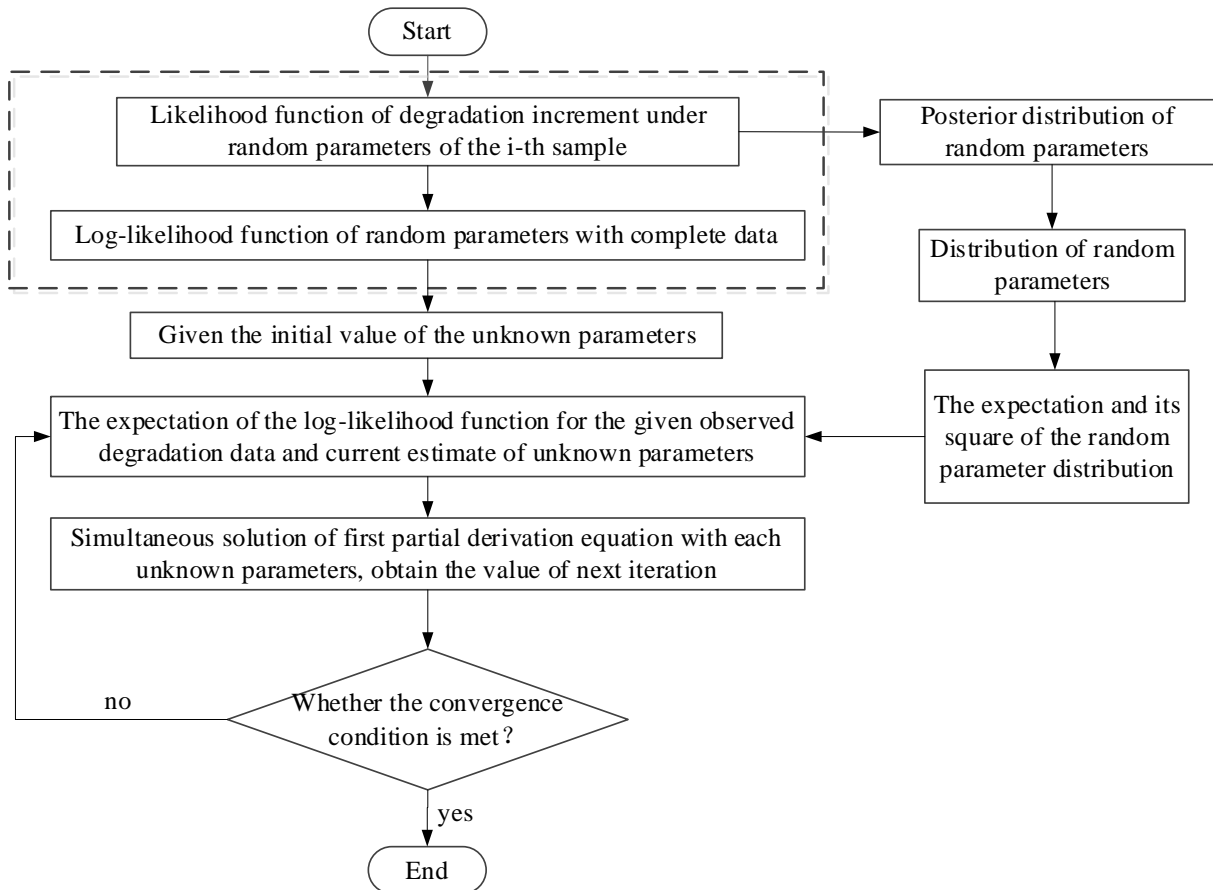 Start
Likelihood function of degradation increment under
random parameters of the i-th sample
Posterior distribution of
random parameters
Log-likelihood function of random parameters with complete data
Distribution of random
parameters
Given the initial value of the unknown parameters
The expectation of the log-likelihood function for the given observed
degradation data and current estimate of unknown parameters
The expectation and its
square of the random
parameter distribution
Simultaneous solution of first partial derivation equation with each
unknown parameters, obtain the value of next iteration
no
Whether the convergence
condition is met?
yes
End